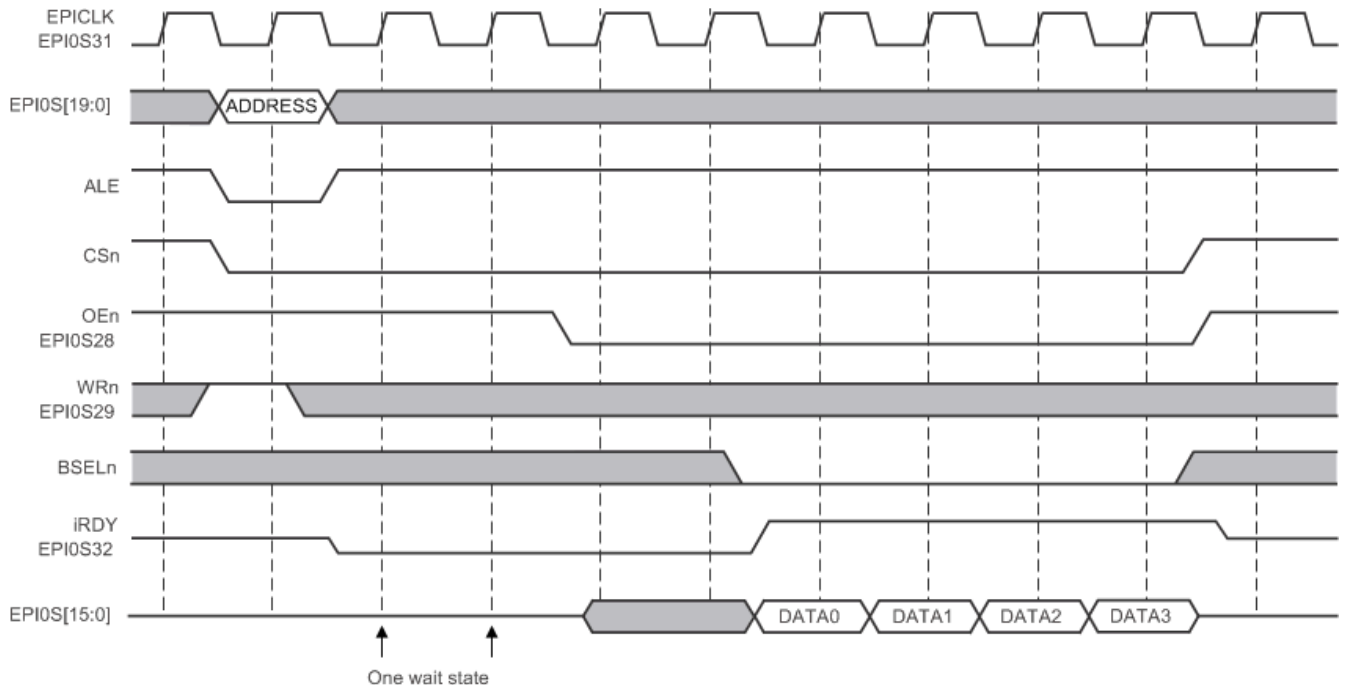 EPICLK
EPI0S31
EPI0S[19:0]
ADDRESS
ALE
CSn
OEn
EPI0S28
WRn
EPI0S29
BSELn
iRDY
EPI0S32
EPI0S[15:0]
DATA0
DATA1
DATA2
DATA3
One wait state